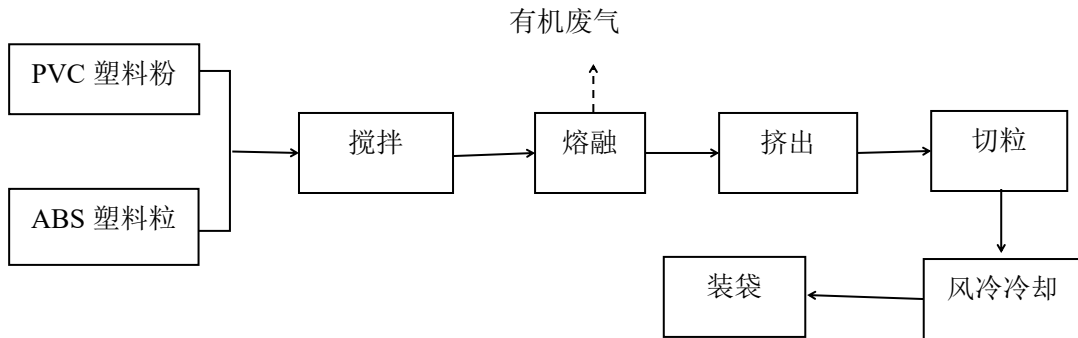 有机废气
PVC 塑料粉
搅拌
熔融
挤出
切粒
ABS 塑料粒
装袋
风冷冷却